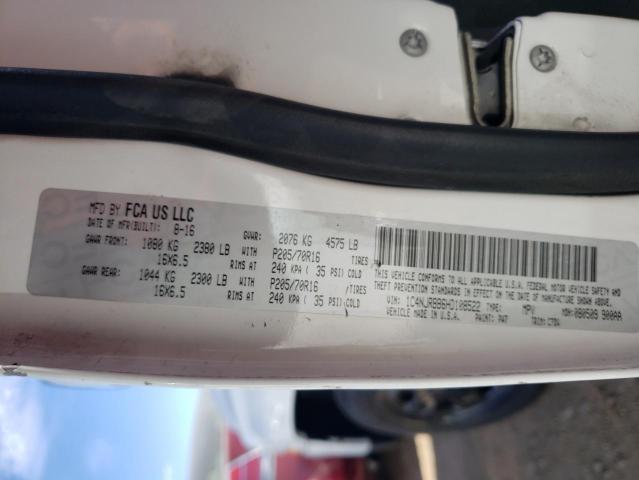 MFD BY FCA US LLC
DATE OF MFR(BUILT): 8-16 GVWR: 2076 KG 4575 LB
GAWR FRONT: 1080 KG 2380 LB WITH P205/70R16 TIRES
16X6.5 RIMS AT 240 KPA ( 35 PSI)COLD
GAWR REAR: 1044 KG 2300 LB WITH P205/70R16 TIRES
16X6.5 RIMS AT 240 KPA ( 35 PSI)COLD
THIS VEHICLE CONFORMS TO ALL APPLICABLE U.S.A. FEDERAL MOTOR VEHICLE SAFETY AND
THEFT PREVENTION STANDARDS IN EFFECT ON THE DATE OF MANUFACTURE SHOWN ABOVE
VIN: TYPE: MPV MDH: 080509 900AA
VEHICLE MADE IN U.S.A. PAINT: TRIM: